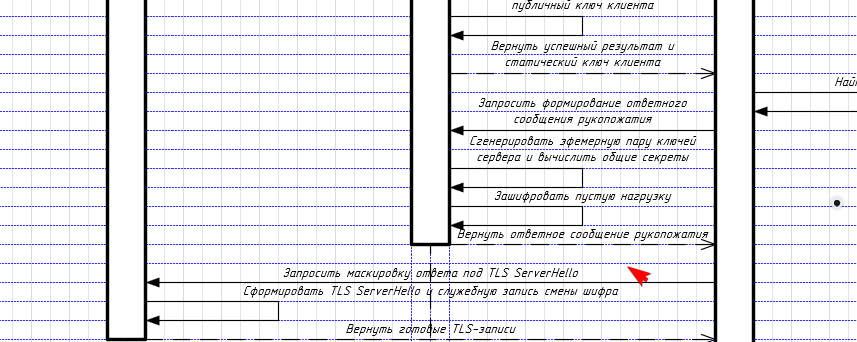 публичный ключ клиента
Вернуть успешный результат и
статический ключ клиента
Запросить формирование ответного
сообщения рукопожатия
Сгенерировать эфемерную пару ключей
сервера и вычислить общие секреты
Зашифровать пустую нагрузку
Вернуть ответное сообщение рукопожатия
Запросить маскировку ответа под TLS ServerHello
Сформировать TLS ServerHello и служебную запись смены шифра
Вернуть готовые TLS-записи